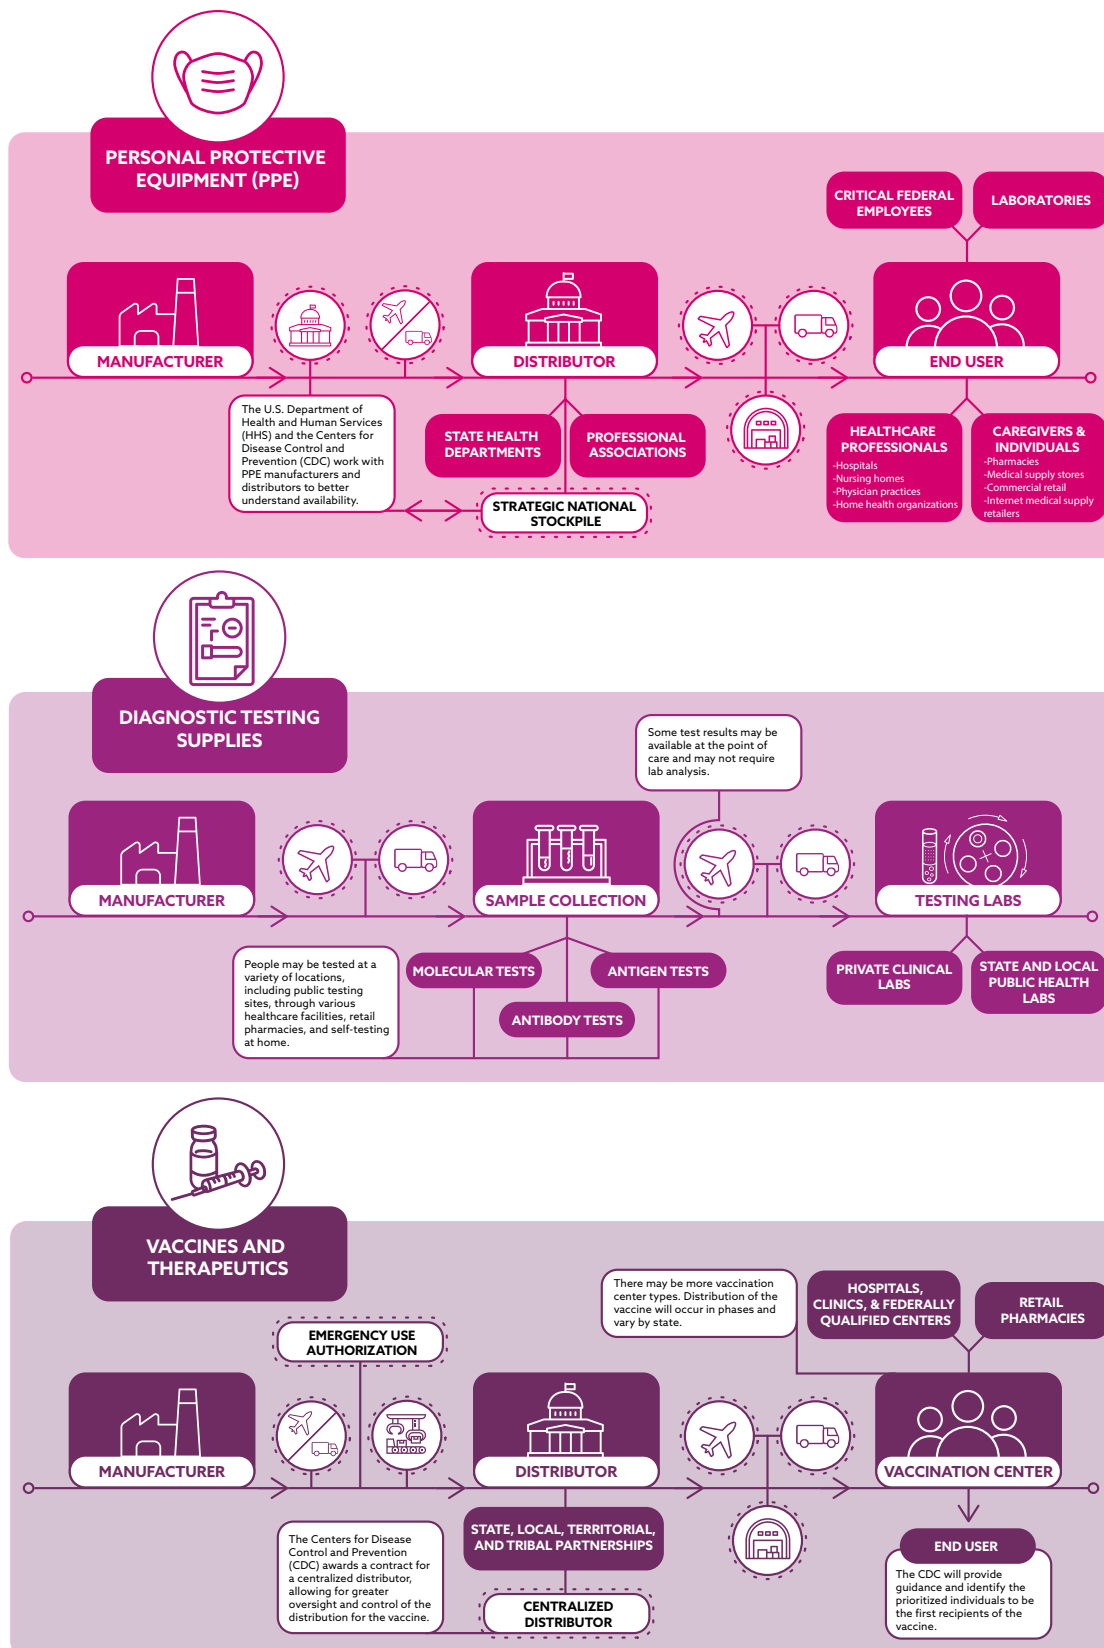 PERSONAL PROTECTIVE
EQUIPMENT (PPE)
CRITICAL FEDERAL
EMPLOYEES
LABORATORIES
MANUFACTURER
DISTRIBUTOR
END USER
The U.S. Department of
Health and Human Services
(HHS) and the Centers for
Disease Control and
Prevention (CDC) work with
PPE manufacturers and
distributors to better
understand availability.
STATE HEALTH
DEPARTMENTS
PROFESSIONAL
ASSOCIATIONS
STRATEGIC NATIONAL
STOCKPILE
HEALTHCARE
PROFESSIONALS
-Hospitals
-Nursing homes
-Physician practices
-Home health organizations
CAREGIVERS &
INDIVIDUALS
-Pharmacies
-Medical supply stores
-Commercial retail
-Internet medical supply
retailers
DIAGNOSTIC TESTING
SUPPLIES
Some test results may be
available at the point of
care and may not require
lab analysis.
MANUFACTURER
SAMPLE COLLECTION
TESTING LABS
People may be tested at a
variety of locations,
including public testing
sites, through various
healthcare facilities, retail
pharmacies, and self-testing
at home.
MOLECULAR TESTS
ANTIGEN TESTS
ANTIBODY TESTS
PRIVATE CLINICAL
LABS
STATE AND LOCAL
PUBLIC HEALTH
LABS
VACCINES AND
THERAPEUTICS
EMERGENCY USE
AUTHORIZATION
There may be more vaccination
center types. Distribution of the
vaccine will occur in phases and
vary by state.
HOSPITALS,
CLINICS, & FEDERALLY
QUALIFIED CENTERS
RETAIL
PHARMACIES
MANUFACTURER
DISTRIBUTOR
VACCINATION CENTER
The Centers for Disease
Control and Prevention
(CDC) awards a contract for
a centralized distributor,
allowing for greater
oversight and control of the
distribution for the vaccine.
STATE, LOCAL, TERRITORIAL,
AND TRIBAL PARTNERSHIPS
CENTRALIZED
DISTRIBUTOR
END USER
The CDC will provide
guidance and identify the
prioritized individuals to be
the first recipients of the
vaccine.